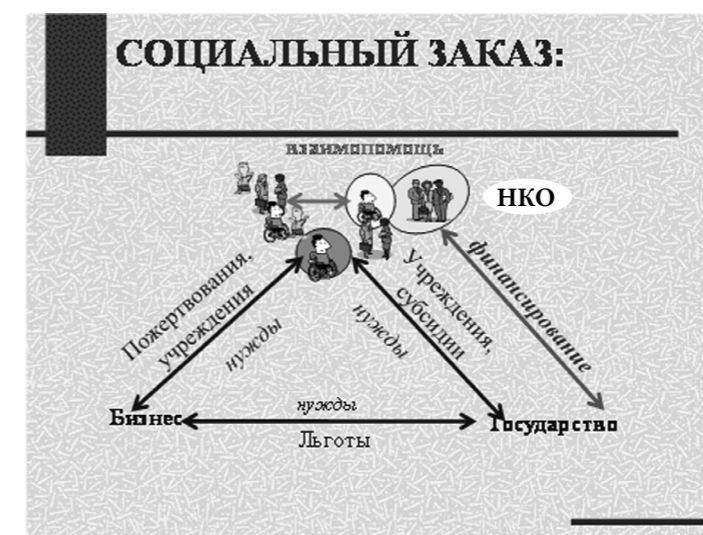 СОЦИАЛЬНЫЙ ЗАКАЗ:
взаимопомощь
НКО
Пожертвования,
учреждения
нужды
Учреждения,
субсидии
нужды
финансирование
Бизнес
нужды
Льготы
Государство